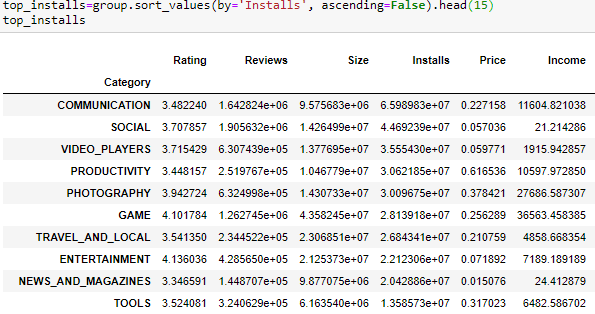 top_installs=group.sort_values(by='Installs', ascending=False).head(15)
top_installs
Rating Reviews Size Installs Price Income
Category
COMMUNICATION 3.482240 1.642824e+06 9.575683e+06 6.598983e+07 0.227158 11604.821038
SOCIAL 3.707857 1.905632e+06 1.426499e+07 4.469239e+07 0.057036 21.214286
VIDEO_PLAYERS 3.715429 6.307439e+05 1.377695e+07 3.555430e+07 0.059771 1915.942857
PRODUCTIVITY 3.448157 2.519767e+05 1.046779e+07 3.062185e+07 0.616536 10597.972850
PHOTOGRAPHY 3.942724 6.324998e+05 1.430733e+07 3.009675e+07 0.378421 27686.587307
GAME 4.101784 1.262745e+06 4.358245e+07 2.813918e+07 0.256289 36563.458385
TRAVEL_AND_LOCAL 3.541350 2.344522e+05 2.306851e+07 2.684341e+07 0.210759 4858.668354
ENTERTAINMENT 4.136036 4.285650e+05 2.125373e+07 2.212306e+07 0.071892 7189.189189
NEWS_AND_MAGAZINES 3.346591 1.448707e+05 9.877075e+06 2.042886e+07 0.015076 24.412879
TOOLS 3.524081 3.240629e+05 6.163540e+06 1.358573e+07 0.317023 6482.586702